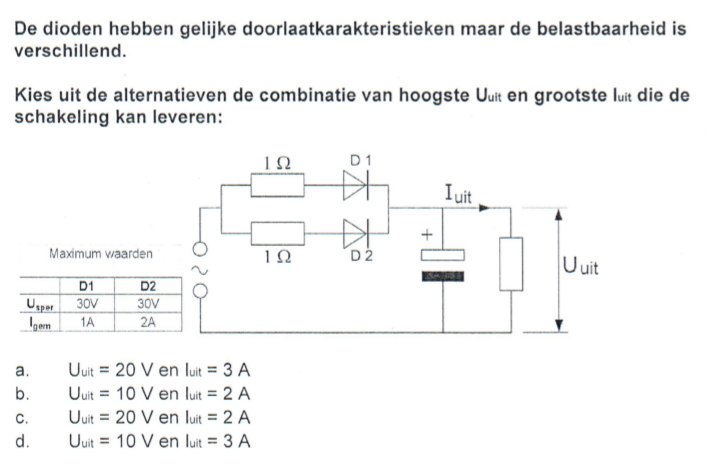 De dioden hebben gelijke doorlaatkarakteristieken maar de belastbaarheid is
verschillend.
Kies uit de alternatieven de combinatie van hoogste Uuit en grootste Iuit die de
schakeling kan leveren:
1 Ω D 1
Iuit
+
1 Ω D 2
Uuit
Maximum waarden
D1 D2
Usper 30V 30V
Igem 1A 2A
~
a. Uuit = 20 V en Iuit = 3 A
b. Uuit = 10 V en Iuit = 2 A
c. Uuit = 20 V en Iuit = 2 A
d. Uuit = 10 V en Iuit = 3 A